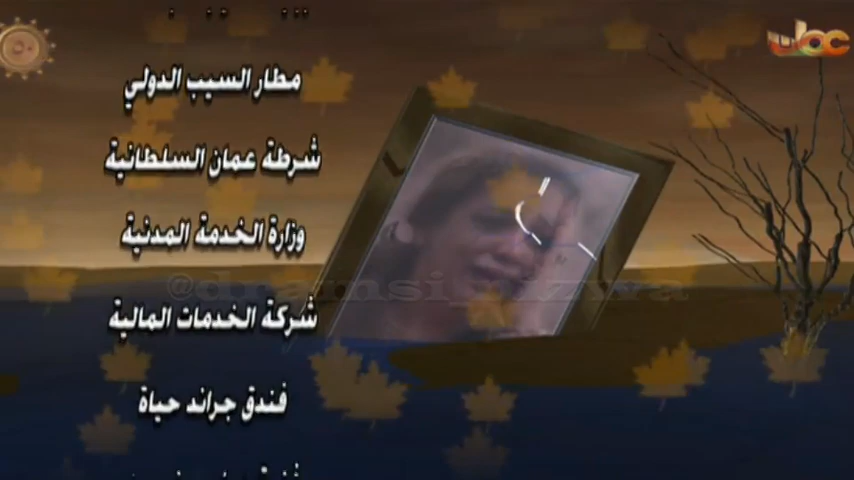 مطار السيب الدولي
شرطة عمان السلطانية
وزارة الخدمة المدنية
شركة الخدمات المالية
فندق جراند حياة